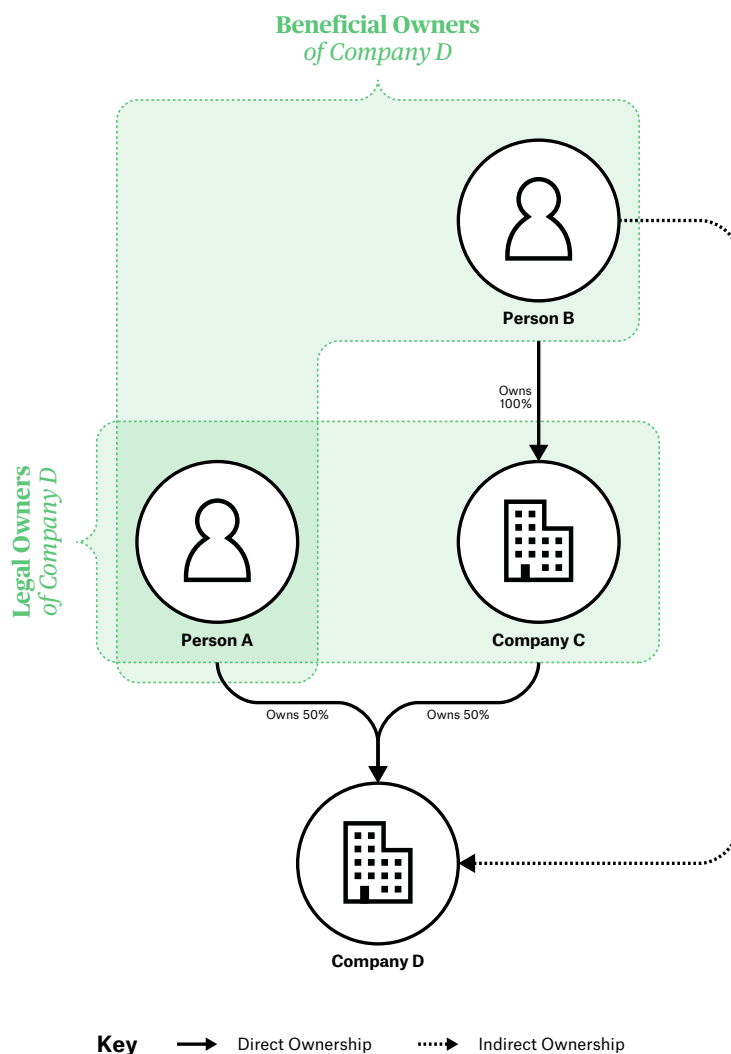 Beneficial Owners
of Company D
Person B
Owns
100%
Legal Owners
of Company D
Person A
Company C
Owns 50%
Owns 50%
Company D
Key
Direct Ownership
Indirect Ownership